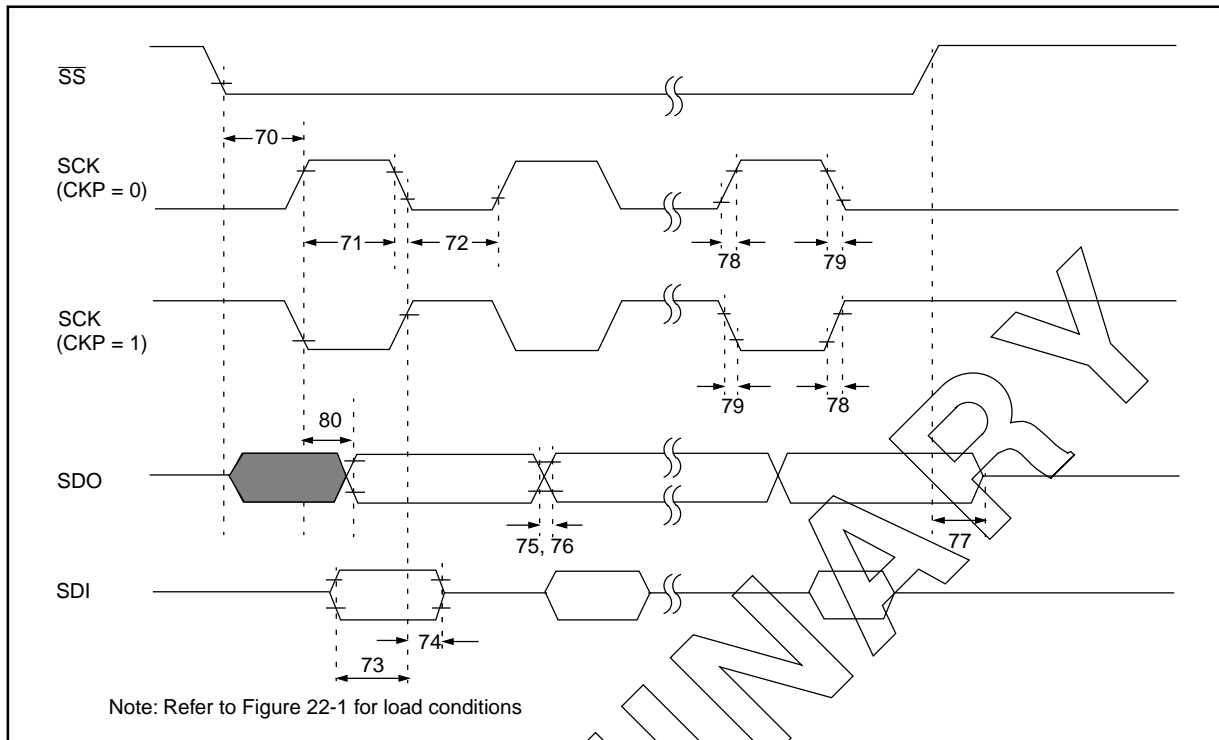 SS
70
SCK
(CKP = 0)
71
72
78
79
SCK
(CKP = 1)
79
78
80
SDO
75, 76
77
SDI
74
73
Note: Refer to Figure 22-1 for load conditions
INARY